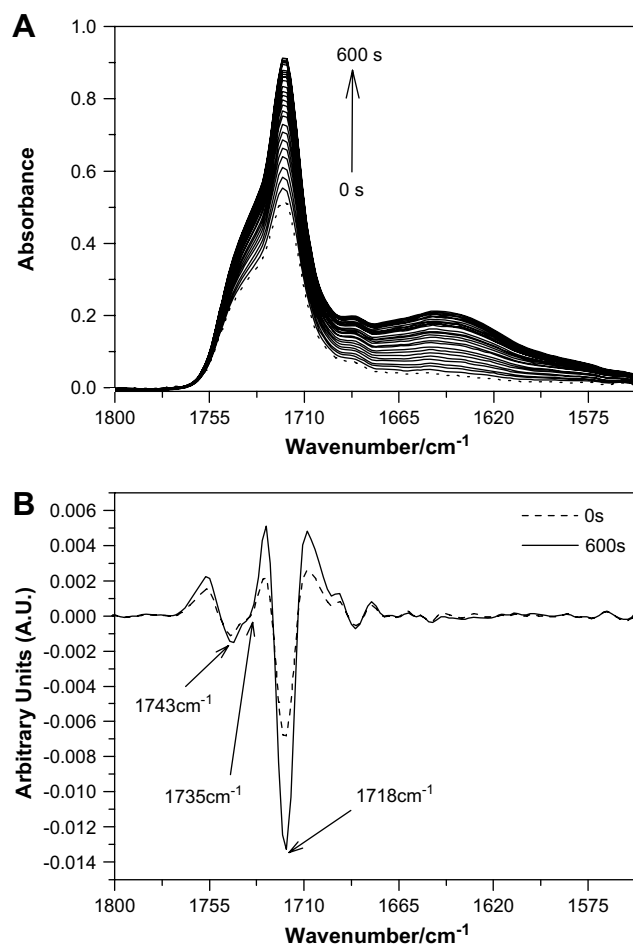 A
1.0
0.8
0.6
0.4
0.2
0.0
Absorbance
600 s
0 s
1800 1755 1710 1665 1620 1575
Wavenumber/cm⁻¹
B
0.006
0.004
0.002
0.000
-0.002
-0.004
-0.006
-0.008
-0.010
-0.012
-0.014
Arbitrary Units (A.U.)
0s
600s
1743cm⁻¹
1735cm⁻¹
1718cm⁻¹
1800 1755 1710 1665 1620 1575
Wavenumber/cm⁻¹